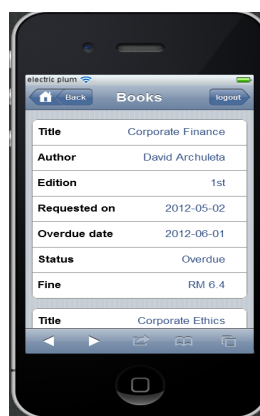 electric plum
Back Books logout
Title Corporate Finance
Author David Archuleta
Edition 1st
Requested on 2012-05-02
Overdue date 2012-06-01
Status Overdue
Fine RM 6.4
Title Corporate Ethics